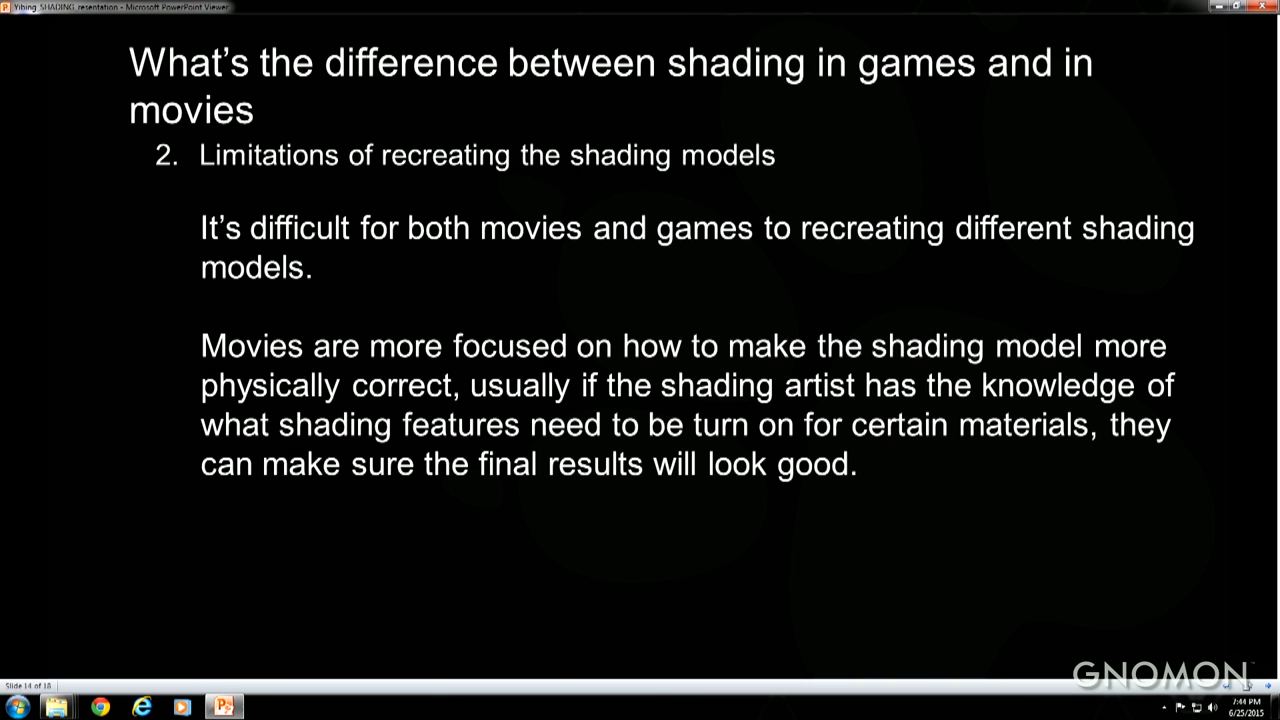 Yibing_SHADING_resentation - Microsoft PowerPoint Viewer
What's the difference between shading in games and in
movies
2. Limitations of recreating the shading models
It's difficult for both movies and games to recreating different shading
models.
Movies are more focused on how to make the shading model more
physically correct, usually if the shading artist has the knowledge of
what shading features need to be turn on for certain materials, they
can make sure the final results will look good.
GNOMON
Slide 14 of 18
7:44 PM
6/25/2015